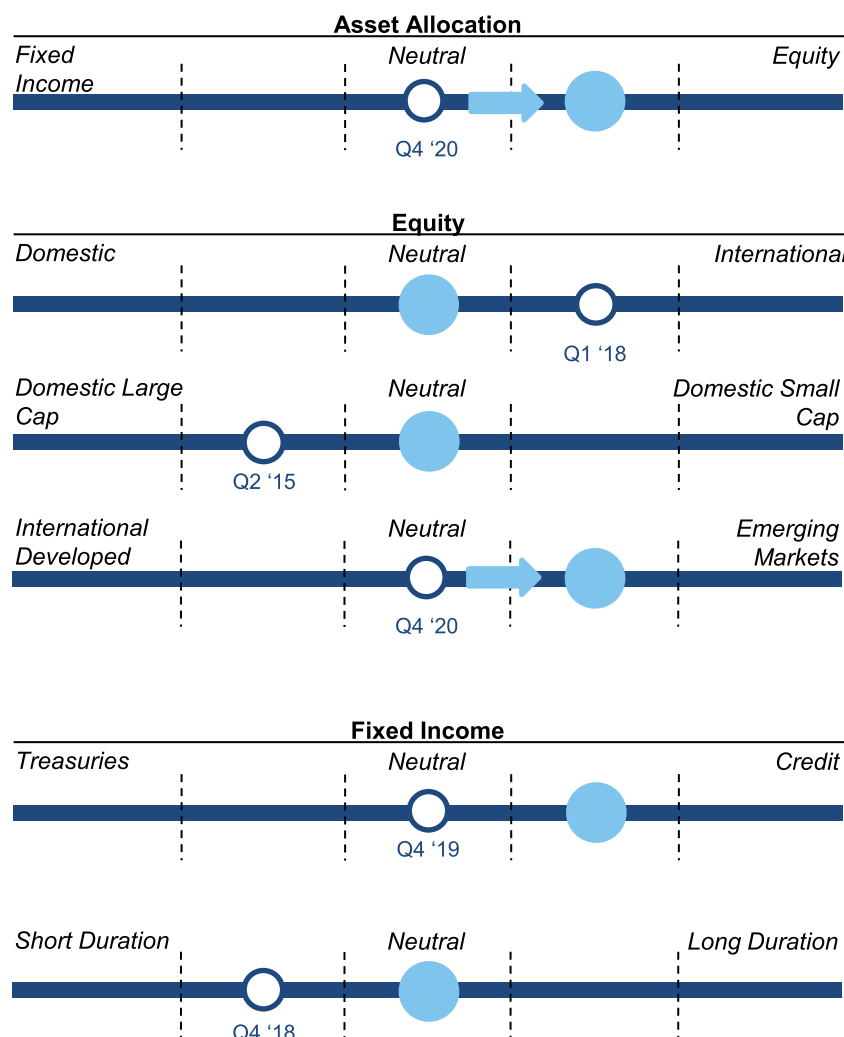 Asset Allocation
Fixed Income
Neutral
Equity
Q4 ‘20
Equity
Domestic
Neutral
International
Q1 ‘18
Domestic Large
Cap
Neutral
Domestic Small
Cap
Q2 ‘15
International
Developed
Neutral
Emerging
Markets
Q4 ‘20
Fixed Income
Treasuries
Neutral
Credit
Q4 ‘19
Short Duration
Neutral
Long Duration
Q4 ‘18